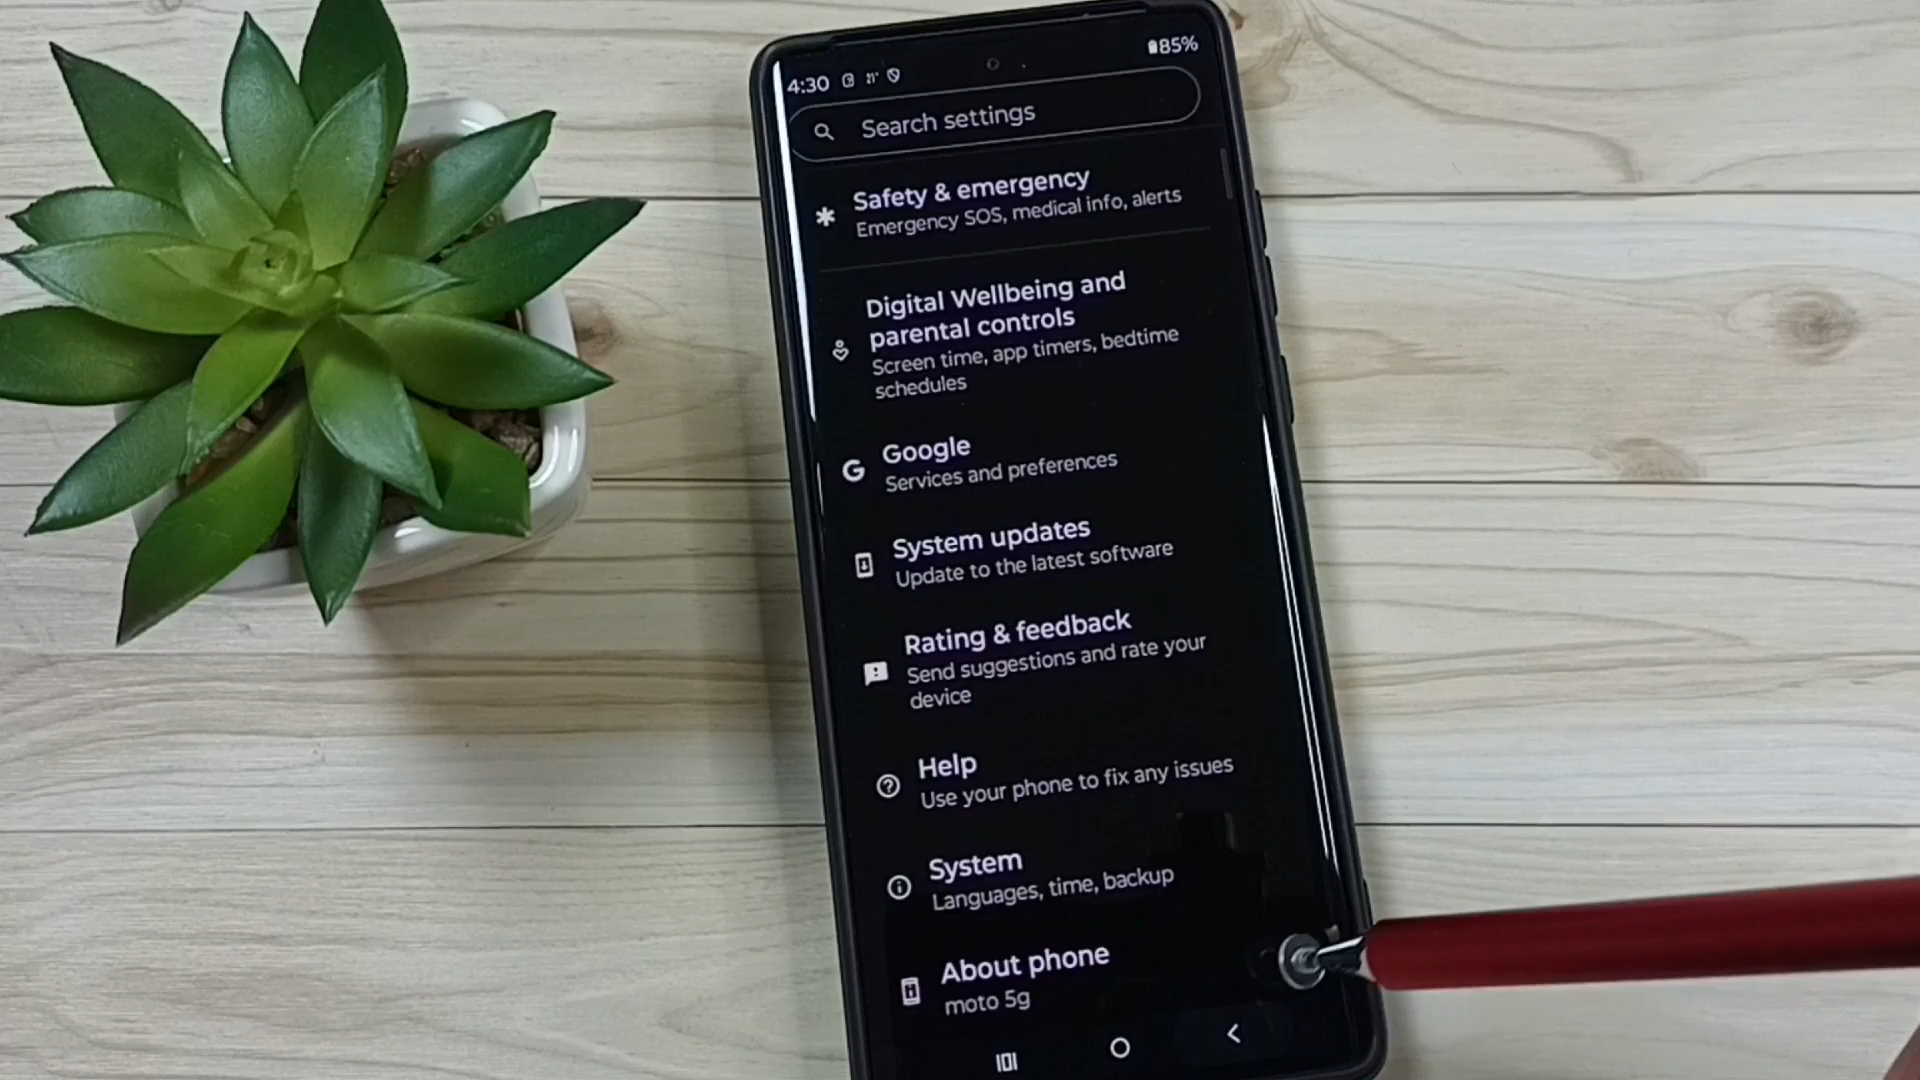 4:30
85%
Search settings
Safety & emergency
Emergency SOS, medical info, alerts
Digital Wellbeing and
parental controls
Screen time, app timers, bedtime
schedules
Google
Services and preferences
System updates
Update to the latest software
Rating & feedback
Send suggestions and rate your
device
Help
Use your phone to fix any issues
System
Languages, time, backup
About phone
moto 5g